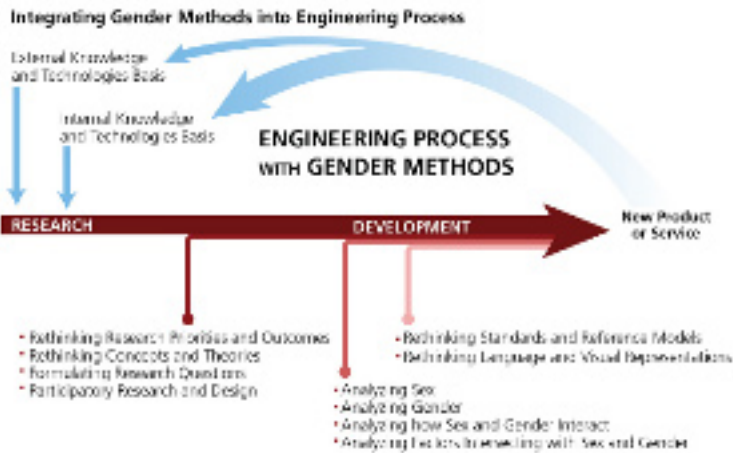 Integrating Gender Methods into Engineering Process
External Knowledge
and Technologies Basis
Internal Knowledge
and Technologies Basis
ENGINEERING PROCESS
WITH GENDER METHODS
RESEARCH
DEVELOPMENT
New Product
or Service
• Rethinking Research Priorities and Outcomes
• Rethinking Concepts and Theories
• Formulating Research Questions
• Participatory Research and Design
• Rethinking Standards and Reference Models
• Rethinking Language and Visual Representations
• Analyzing Sex
• Analyzing Gender
• Analyzing how Sex and Gender Interact
• Analyzing Factors Intersecting with Sex and Gender